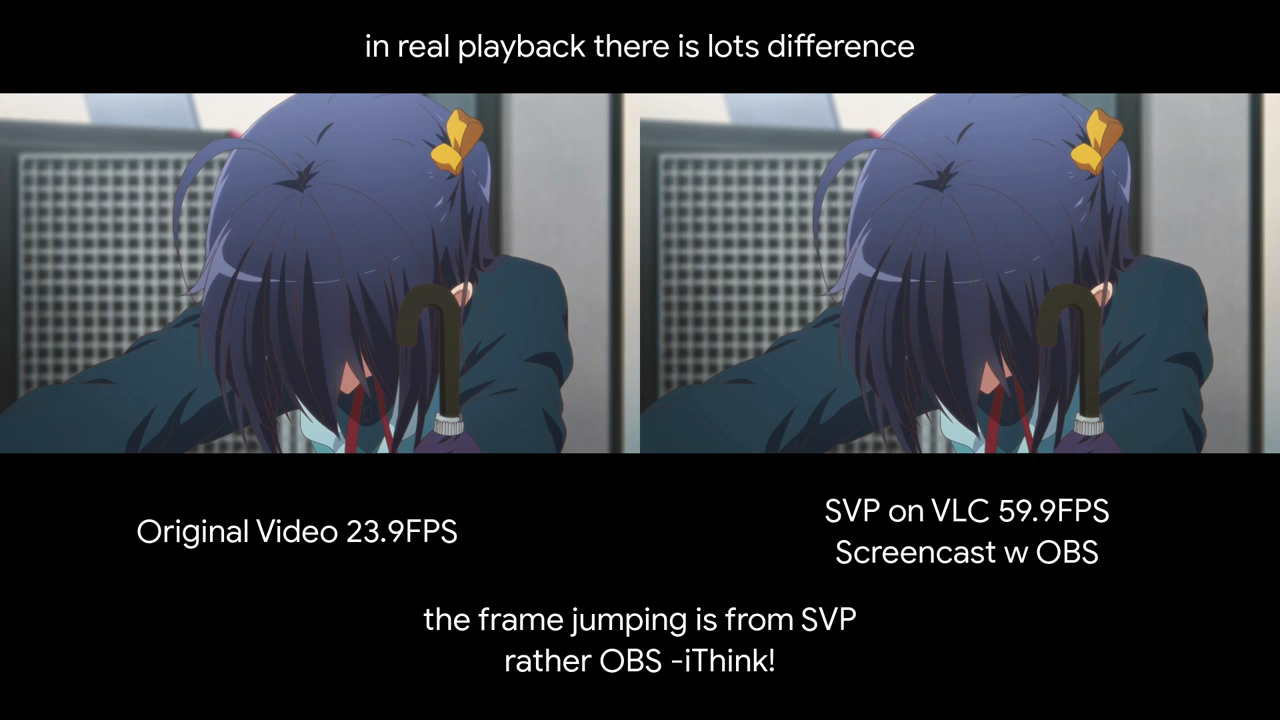 in real playback there is lots difference
Original Video 23.9FPS
SVP on VLC 59.9FPS
Screencast w OBS
the frame jumping is from SVP
rather OBS -iThink!